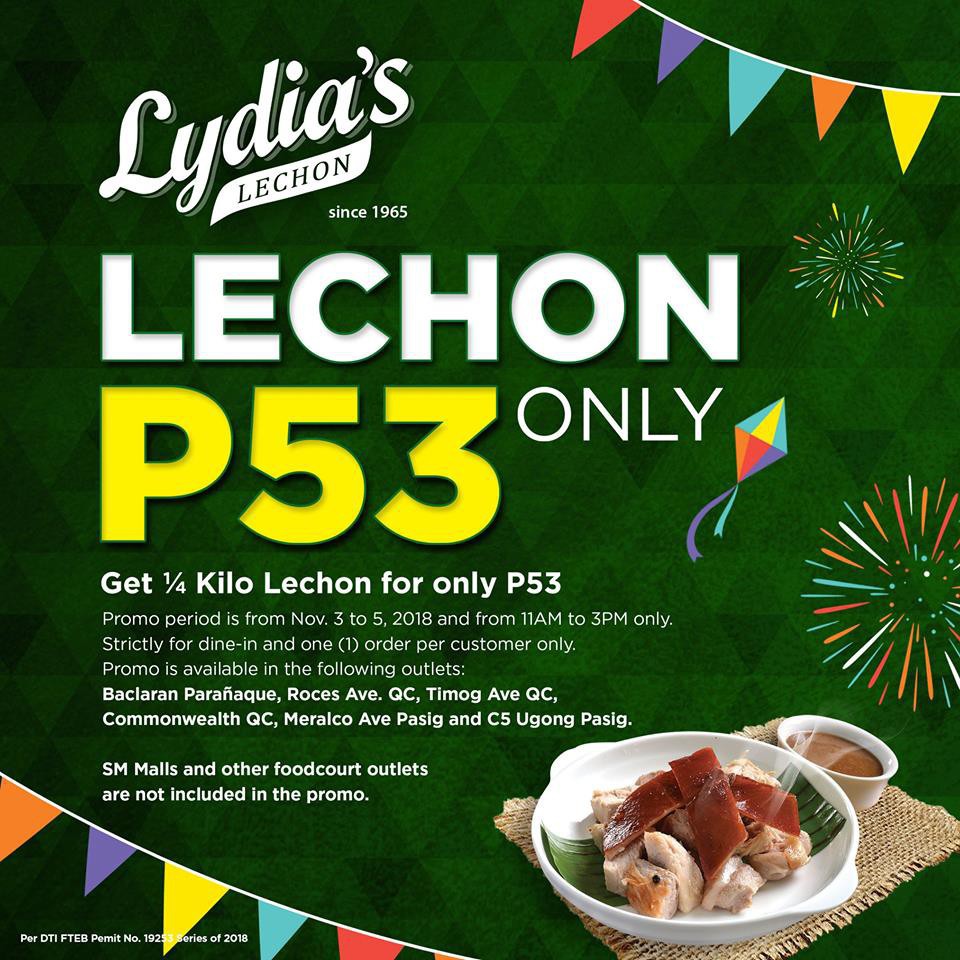 Lydia's
LECHON
since 1965
LECHON
P53 ONLY
Get ¼ Kilo Lechon for only P53
Promo period is from Nov. 3 to 5, 2018 and from 11AM to 3PM only.
Strictly for dine-in and one (1) order per customer only.
Promo is available in the following outlets:
Baclaran Parañaque, Roces Ave. QC, Timog Ave QC,
Commonwealth QC, Meralco Ave Pasig and C5 Ugong Pasig.
SM Malls and other foodcourt outlets
are not included in the promo.
Per DTI FTEB Pemit No. 19253 Series of 2018